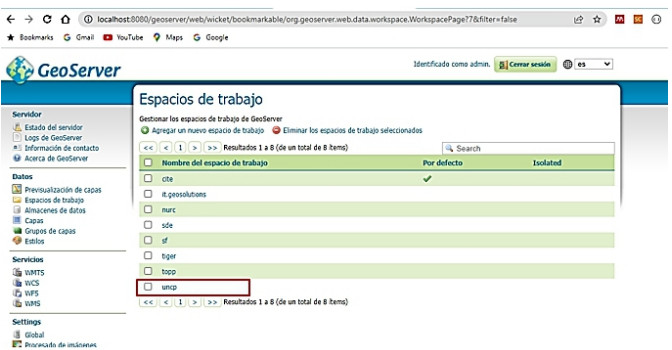 localhost:8080/geoserver/web/wicket/bookmarkable/org.geoserver.web.data.workspace.WorkspacePage?7&filter=false
Bookmarks Gmail YouTube Maps Google
GeoServer
Identificado como admin. Cerrar sesión es
Espacios de trabajo
Gestionar los espacios de trabajo de GeoServer
Agregar un nuevo espacio de trabajo
Eliminar los espacios de trabajo seleccionados
<< < 1 > >> Resultados 1 a 8 (de un total de 8 ítems)
Search
Nombre del espacio de trabajo Por defecto Isolated
cite
it.geosolutions
nurc
sde
sf
tiger
topp
uncp
<< < 1 > >> Resultados 1 a 8 (de un total de 8 ítems)
Servidor
Estado del servidor
Logs de GeoServer
Información de contacto
Acerca de GeoServer
Datos
Previsualización de capas
Espacios de trabajo
Almacenes de datos
Capas
Grupos de capas
Estilos
Servicios
WMTS
WCS
WFS
WMS
Settings
Global
Procesado de imágenes